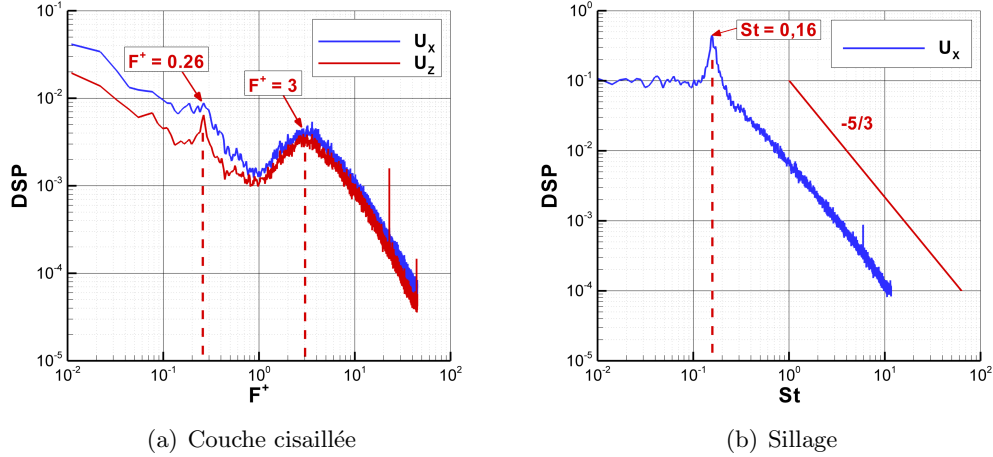 10⁻¹
10⁻²
10⁻³
10⁻⁴
10⁻⁵
DSP
10⁻² 10⁻¹ 10⁰ 10¹ 10²
F⁺
F⁺ = 0.26
F⁺ = 3
Uₓ
U_Z
(a) Couche cisaillée
10¹
10⁰
10⁻¹
10⁻²
10⁻³
10⁻⁴
10⁻⁵
DSP
10⁻² 10⁻¹ 10⁰ 10¹ 10²
St
St = 0,16
Uₓ
-5/3
(b) Sillage